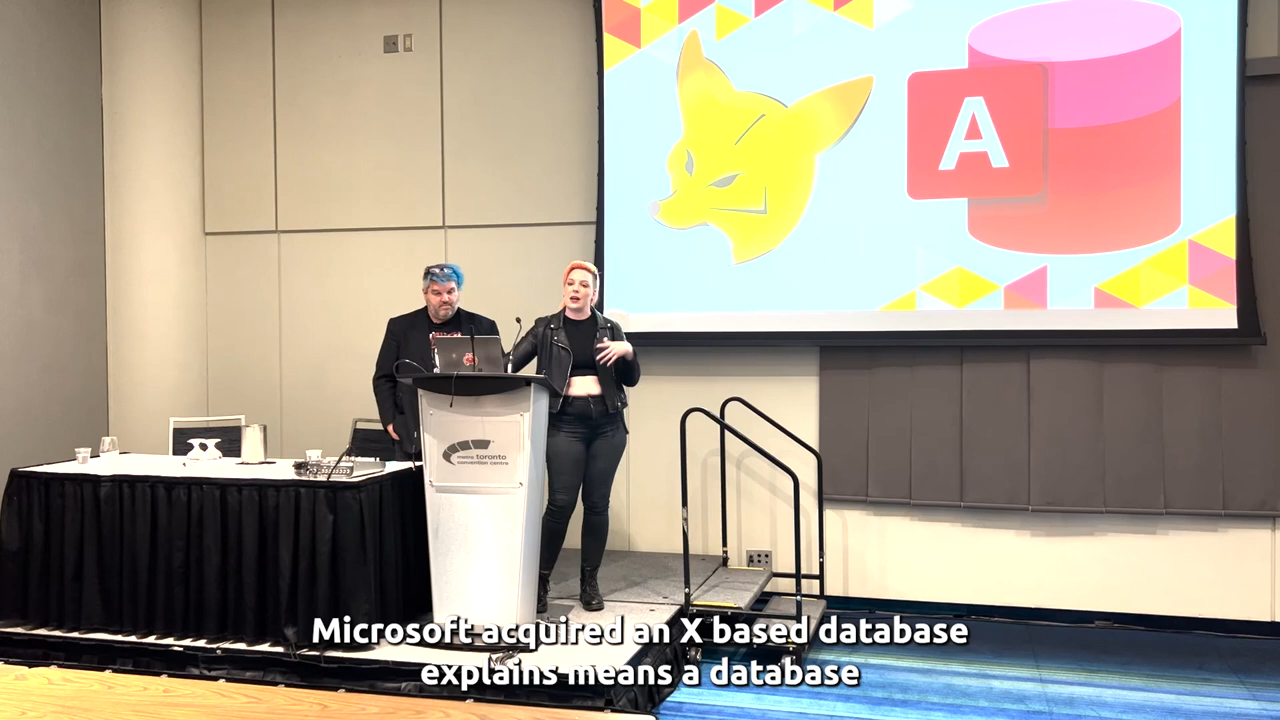 A
metro toronto
convention centre
Microsoft acquired an X based database
explains means a database